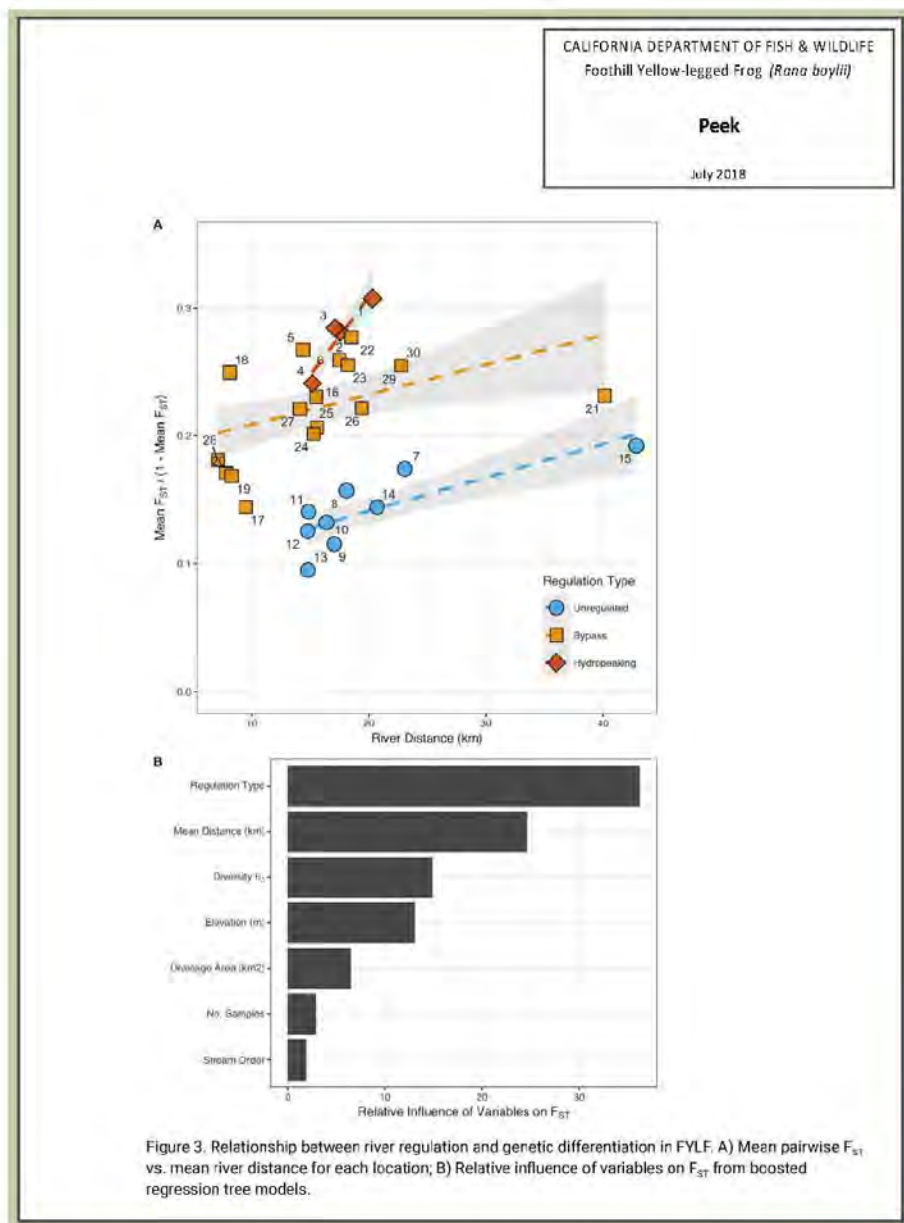 CALIFORNIA DEPARTMENT OF FISH & WILDLIFE
Foothill Yellow-legged Frog (Rana boylii)
Peek
July 2018
A
Mean FST / (1 - Mean FST)
0.3
0.2
0.1
0.0
3
1
5
2
22
6
4
23
30
29
18
16
27
25
26
24
21
28
20
19
17
7
15
11
8
14
12
10
13
9
Regulation Type
Unregulated
Bypass
Hydropeaking
10
20
30
40
River Distance (km)
B
Regulation Type
Mean Distance (km)
Diversity
Elevation (m)
Drainage Area (km2)
No. Samples
Stream Order
0
10
20
30
Relative Influence of Variables on FST
Figure 3. Relationship between river regulation and genetic differentiation in FYLF. A) Mean pairwise FST
vs. mean river distance for each location; B) Relative influence of variables on FST from boosted
regression tree models.